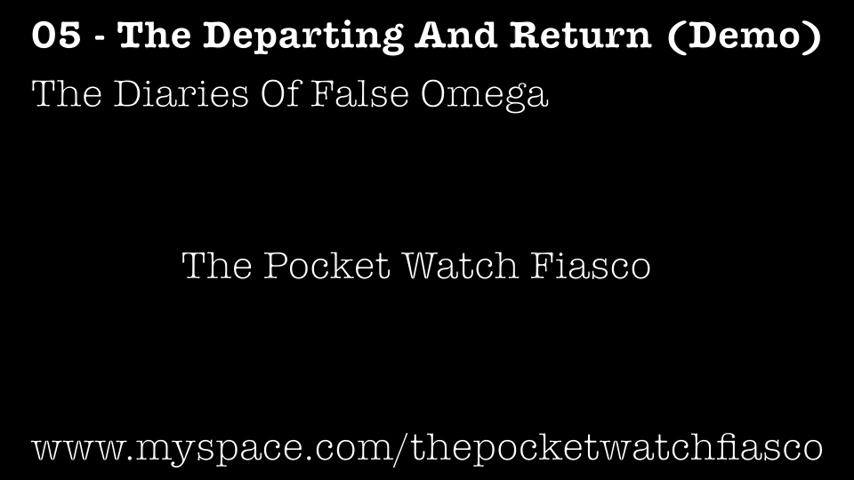 05 - The Departing And Return (Demo)
The Diaries Of False Omega
The Pocket Watch Fiasco
www.myspace.com/thepocketwatchfiasco